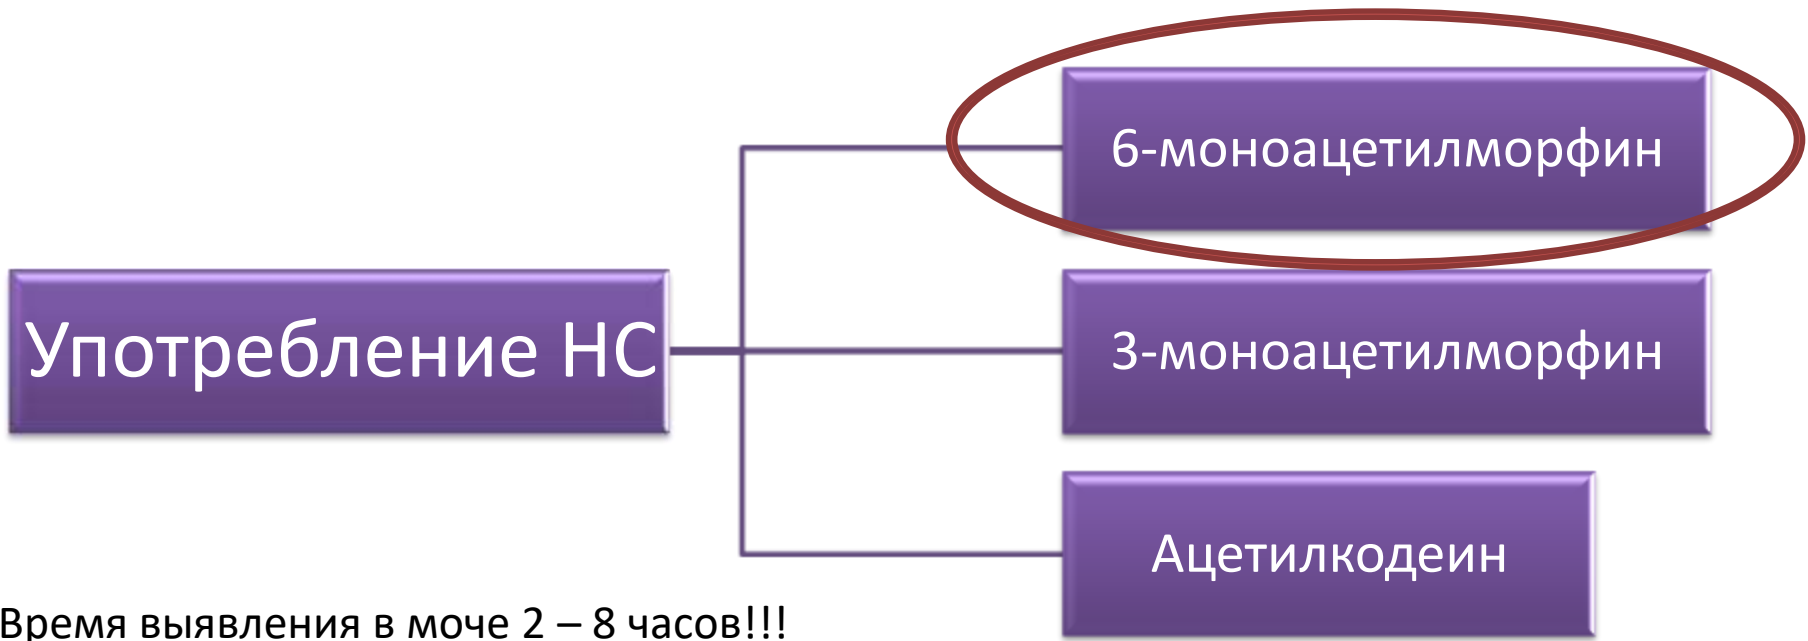 6-моноацетилморфин
Употребление НС
3-моноацетилморфин
Ацетилкодеин
Время выявления в моче 2 – 8 часов!!!